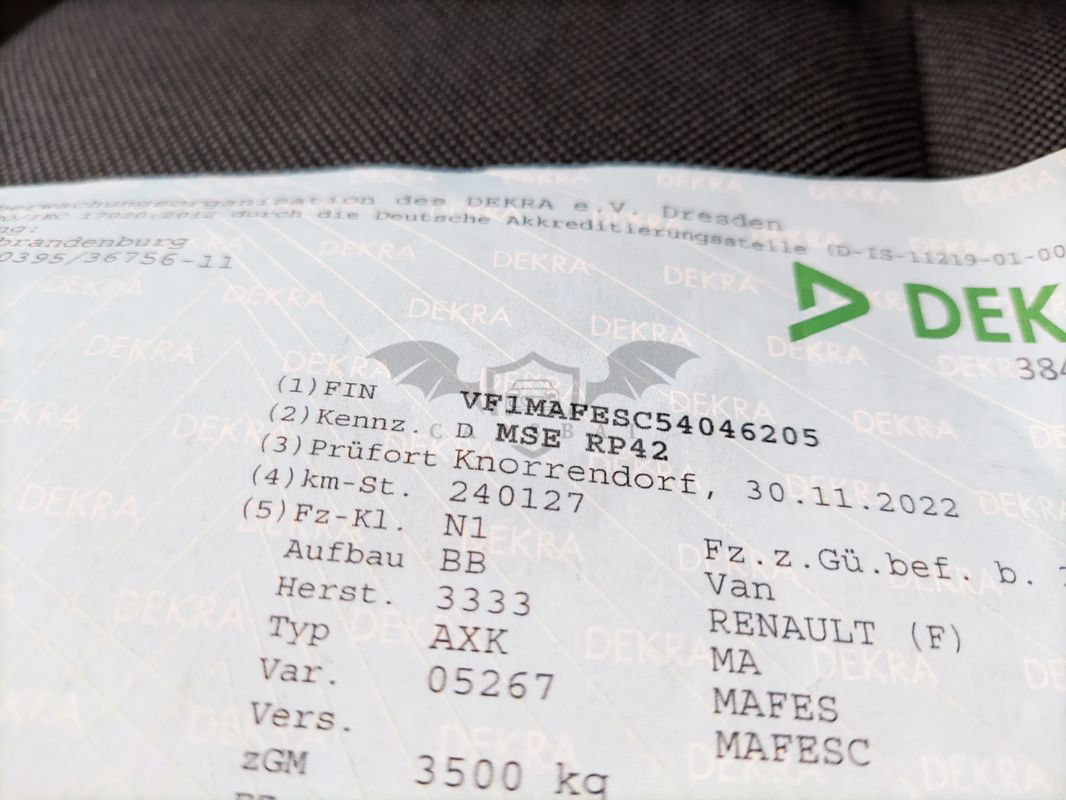 erwachungsorganisation des DEKRA e.V. Dresden
17020:2012 durch die Deutsche Akkreditierungsstelle (D-IS-11219-01-00
ng:
brandenburg
0395/36756-11
DEK
384
(1) FIN VF1MAFESC54046205
(2) Kennz. D MSE RP42
(3) Prüfort Knorrendorf, 30.11.2022
(4) km-St. 240127
(5) Fz-Kl. N1 Fz.z.Gü.bef. b.
Aufbau BB Van
Herst. 3333 RENAULT (F)
Typ AXK MA
Var. 05267 MAFES
Vers. MAFESC
zGM 3500 kg